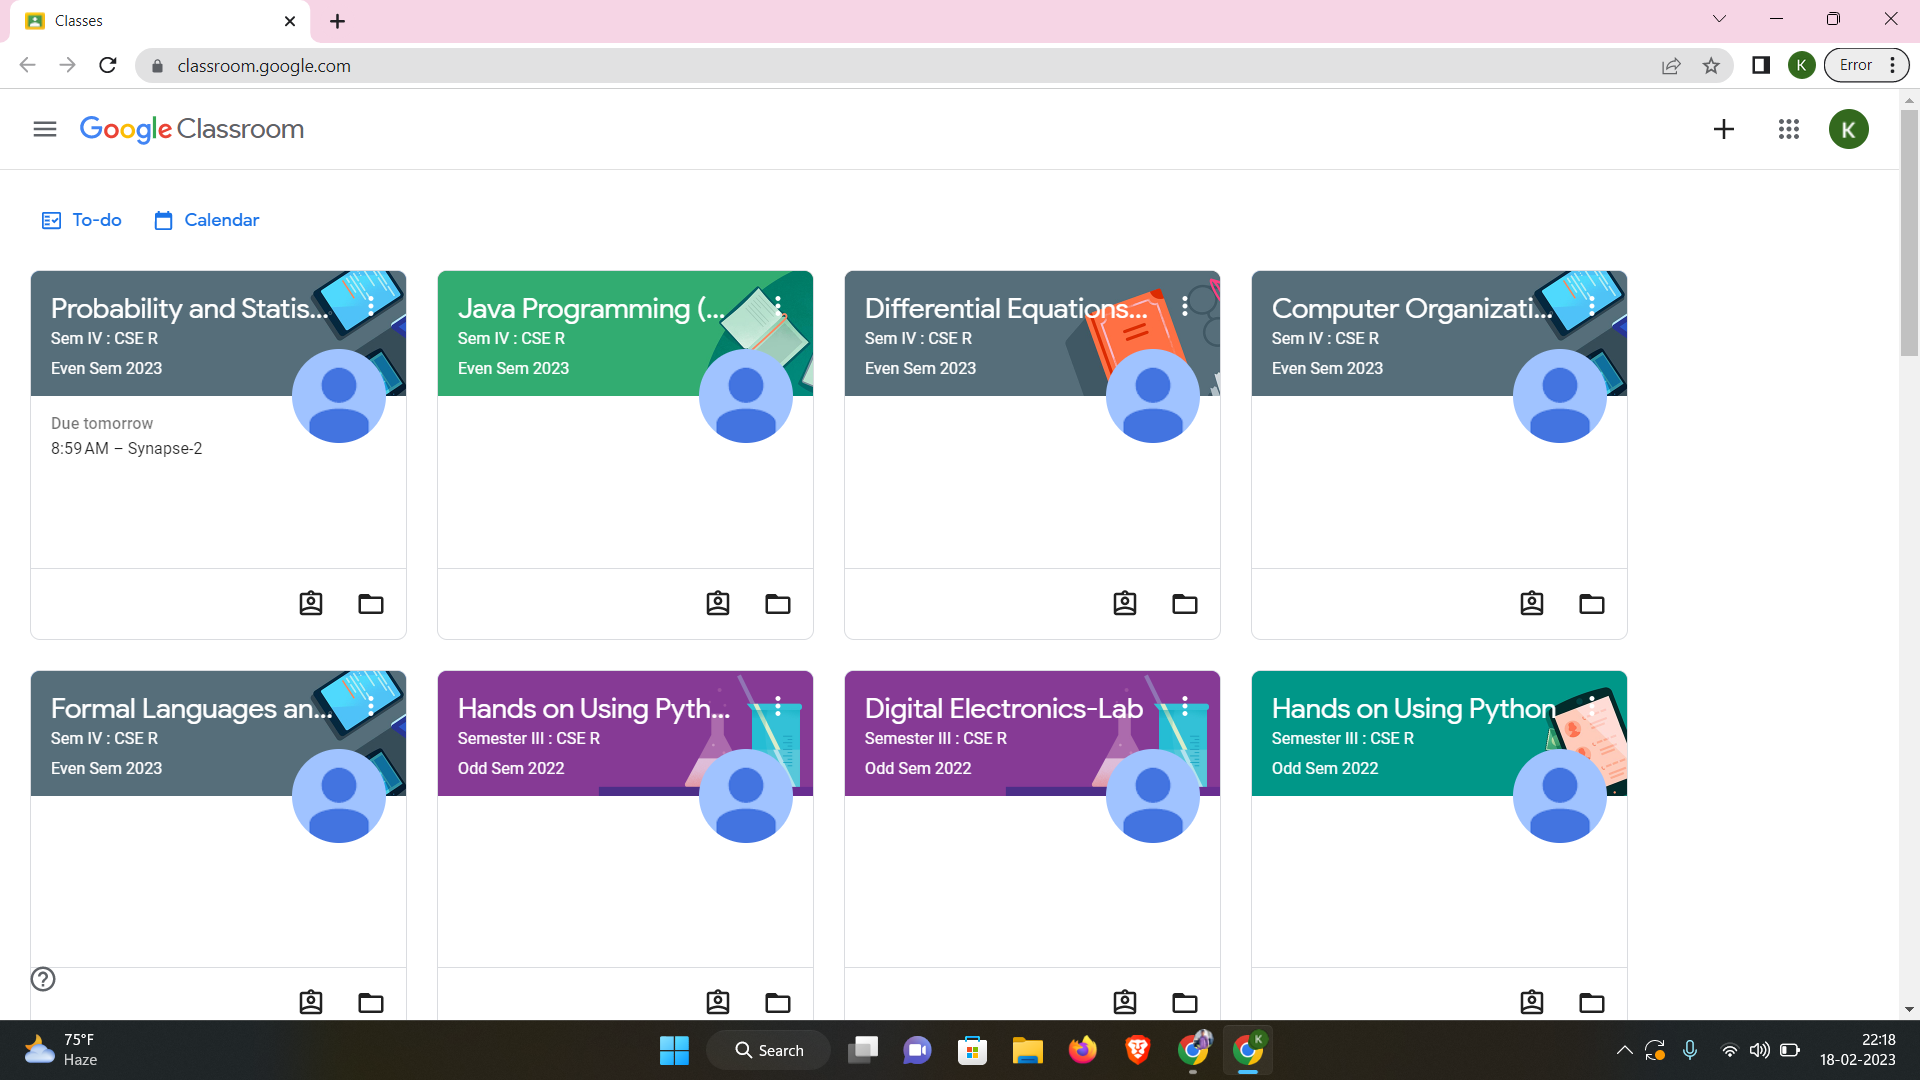 Classes
classroom.google.com
K
Error
Google Classroom
K
To-do
Calendar
Probability and Statis...
Sem IV : CSE R
Even Sem 2023
Due tomorrow
8:59 AM – Synapse-2
Java Programming (...
Sem IV : CSE R
Even Sem 2023
Differential Equations...
Sem IV : CSE R
Even Sem 2023
Computer Organizati...
Sem IV : CSE R
Even Sem 2023
Formal Languages an...
Sem IV : CSE R
Even Sem 2023
Hands on Using Pyth...
Semester III : CSE R
Odd Sem 2022
Digital Electronics-Lab
Semester III : CSE R
Odd Sem 2022
Hands on Using Python
Semester III : CSE R
Odd Sem 2022
75°F
Haze
Search
K
22:18
18-02-2023